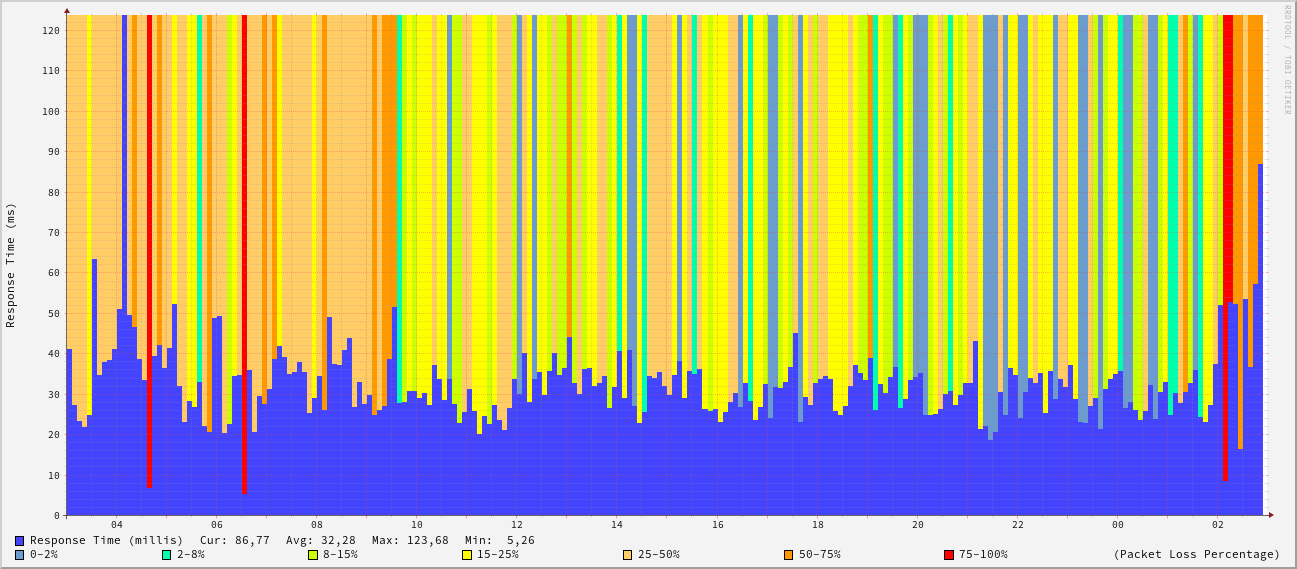 RRDTOOL / TOBI OETIKER
Response Time (ms)
120
110
100
90
80
70
60
50
40
30
20
10
0
04 06 08 10 12 14 16 18 20 22 00 02
Response Time (millis) Cur: 86,77 Avg: 32,28 Max: 123,68 Min: 5,26
0-2% 2-8% 8-15% 15-25% 25-50% 50-75% 75-100% (Packet Loss Percentage)